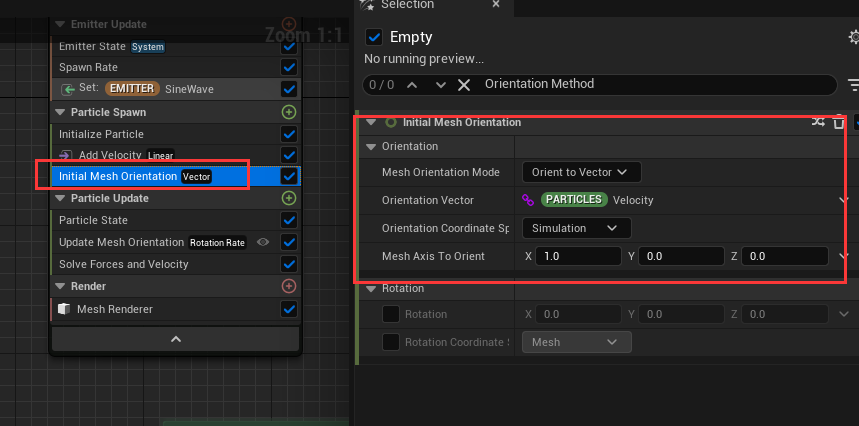 Emitter Update
Zoom 1:1
Emitter State System
Spawn Rate
Set: EMITTER SineWave
Particle Spawn
Initialize Particle
Add Velocity Linear
Initial Mesh Orientation Vector
Particle Update
Particle State
Update Mesh Orientation Rotation Rate
Solve Forces and Velocity
Render
Mesh Renderer
Selection
Empty
No running preview...
0 / 0 Orientation Method
Initial Mesh Orientation
Orientation
Mesh Orientation Mode Orient to Vector
Orientation Vector PARTICLES Velocity
Orientation Coordinate Sp Simulation
Mesh Axis To Orient X 1.0 Y 0.0 Z 0.0
Rotation
Rotation X 0.0 Y 0.0 Z 0.0
Rotation Coordinate S Mesh